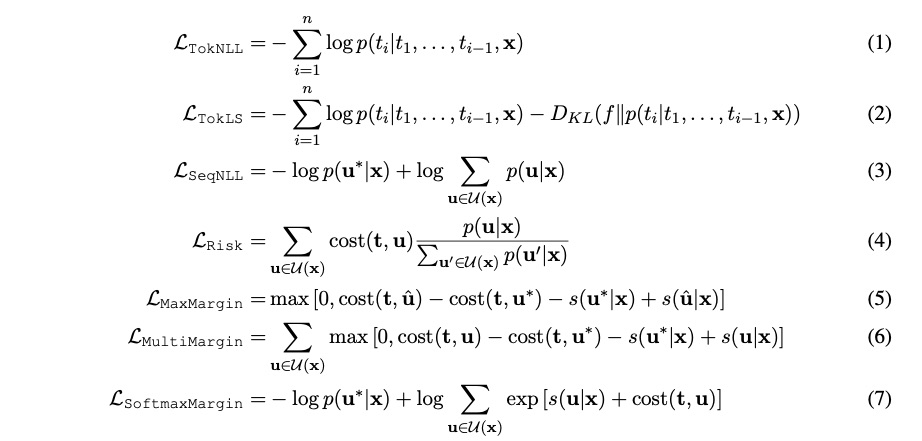 ℒ_TokNLL = − ∑_{i=1}^{n} log p(t_i|t_1, …, t_{i−1}, **x**) (1)
ℒ_TokLS = − ∑_{i=1}^{n} log p(t_i|t_1, …, t_{i−1}, **x**) − D_{KL}(f‖p(t_i|t_1, …, t_{i−1}, **x**)) (2)
ℒ_SeqNLL = − log p(**u***|**x**) + log ∑_{**u**∈𝒰(**x**)} p(**u**|**x**) (3)
ℒ_Risk = ∑_{**u**∈𝒰(**x**)} cost(**t**, **u**) p(**u**|**x**) / ∑_{**u**′∈𝒰(**x**)} p(**u**′|**x**) (4)
ℒ_MaxMargin = max [0, cost(**t**, **û**) − cost(**t**, **u***) − s(**u***|**x**) + s(**û**|**x**)] (5)
ℒ_MultiMargin = ∑_{**u**∈𝒰(**x**)} max [0, cost(**t**, **u**) − cost(**t**, **u***) − s(**u***|**x**) + s(**u**|**x**)] (6)
ℒ_SoftmaxMargin = − log p(**u***|**x**) + log ∑_{**u**∈𝒰(**x**)} exp [s(**u**|**x**) + cost(**t**, **u**)] (7)